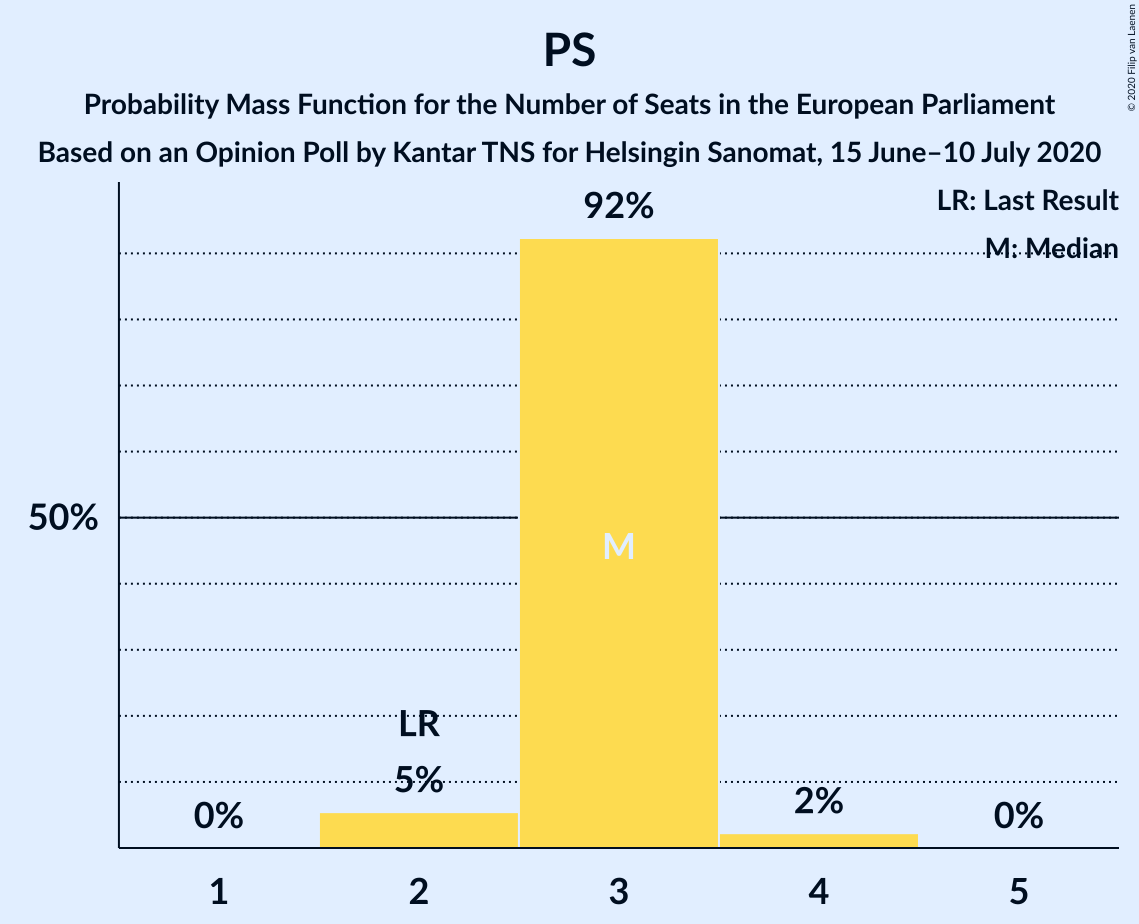 PS
Probability Mass Function for the Number of Seats in the European Parliament
Based on an Opinion Poll by Kantar TNS for Helsingin Sanomat, 15 June–10 July 2020
© 2020 Filip van Laenen
LR: Last Result
M: Median
92%
50%
M
LR
5%
0%
2%
0%
1 2 3 4 5